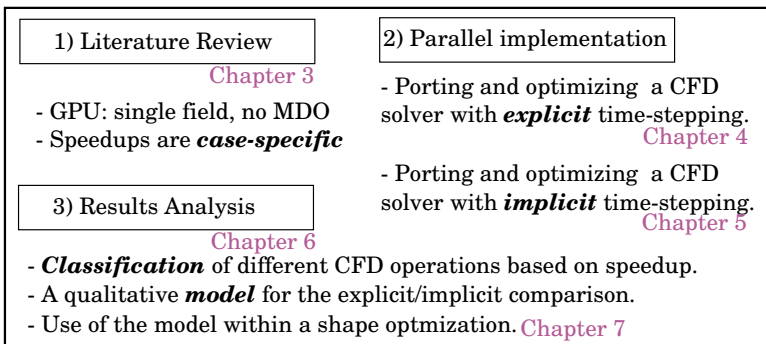 1) Literature Review
Chapter 3
- GPU: single field, no MDO
- Speedups are case-specific
2) Parallel implementation
- Porting and optimizing a CFD
solver with explicit time-stepping.
Chapter 4
- Porting and optimizing a CFD
solver with implicit time-stepping.
Chapter 5
3) Results Analysis
Chapter 6
- Classification of different CFD operations based on speedup.
- A qualitative model for the explicit/implicit comparison.
- Use of the model within a shape optmization. Chapter 7